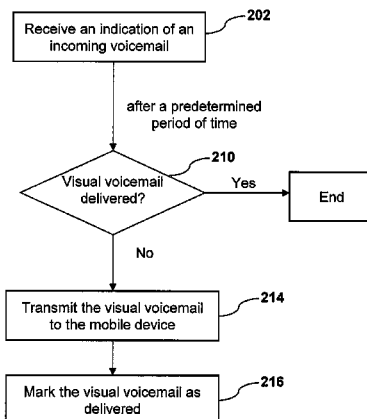 Receive an indication of an
incoming voicemail
202
after a predetermined
period of time
210
Visual voicemail
delivered?
Yes
End
No
Transmit the visual voicemail
to the mobile device
214
Mark the visual voicemail as
delivered
216